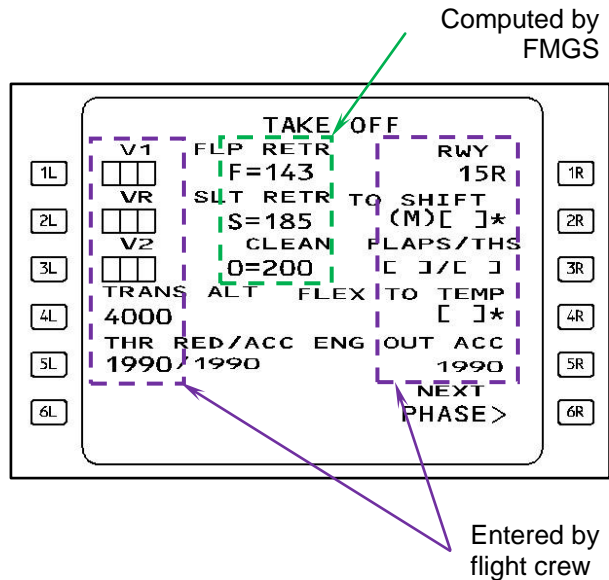 Computed by
FMGS
TAKE OFF
V1 FLP RETR RWY
1L F=143 15R 1R
VR SLT RETR TO SHIFT
2L S=185 (M)[ ]* 2R
V2 CLEAN FLAPS/THS
3L 0=200 [ ]/[ ] 3R
TRANS ALT FLEX TO TEMP
4L 4000 [ ]* 4R
THR RED/ACC ENG OUT ACC
5L 1990/1990 1990 5R
NEXT
6L PHASE> 6R
Entered by
flight crew